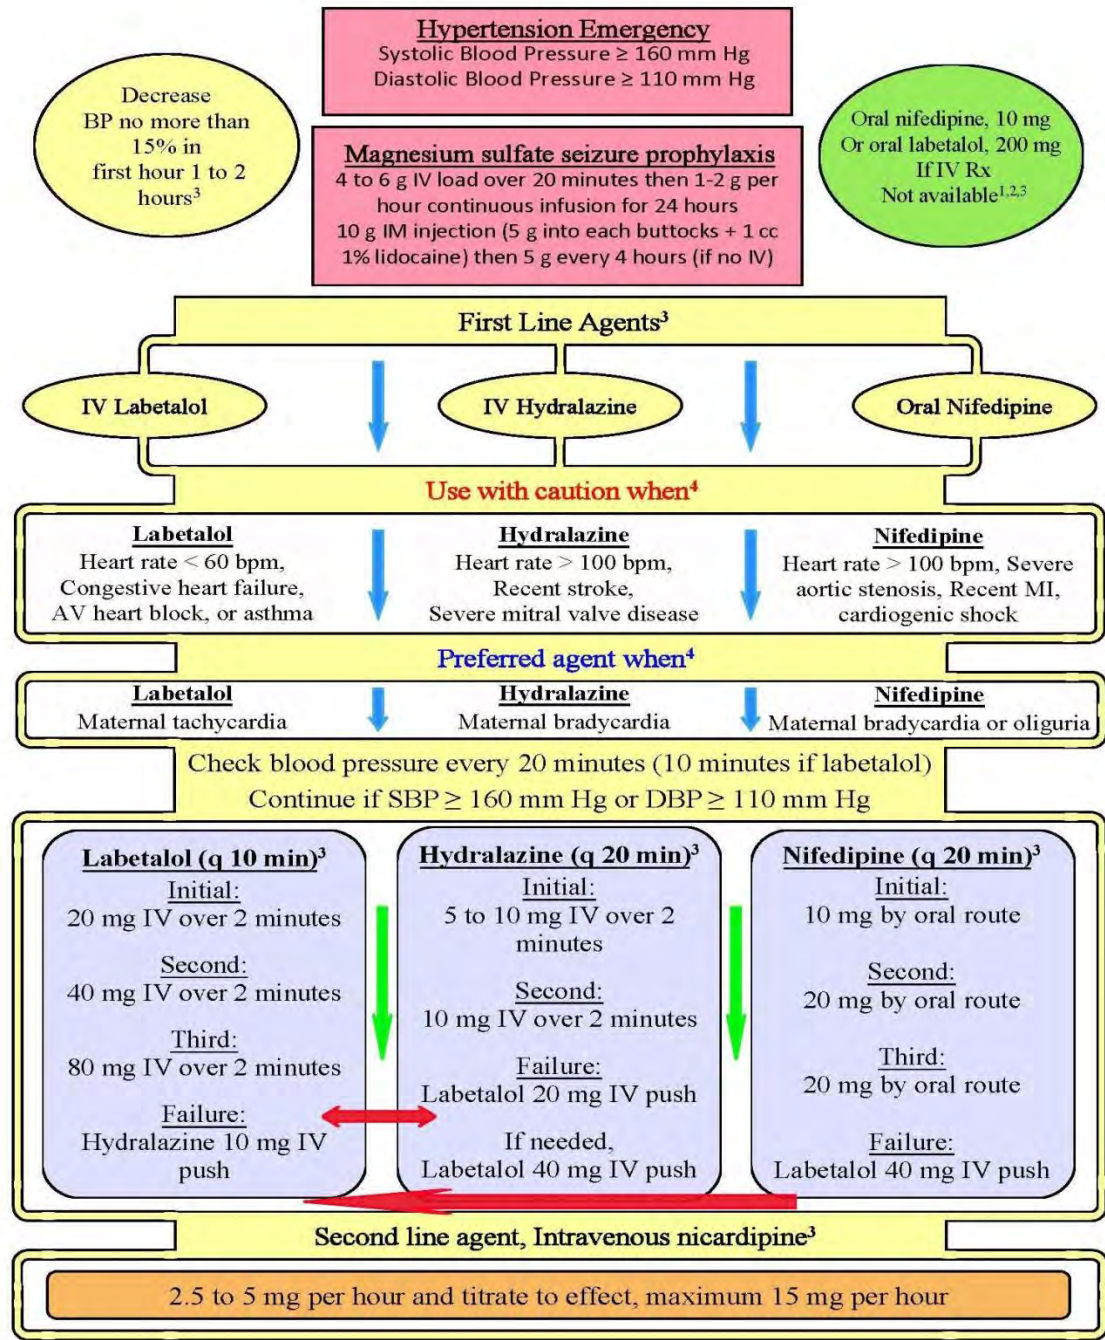 Hypertension Emergency
Systolic Blood Pressure ≥ 160 mm Hg
Diastolic Blood Pressure ≥ 110 mm Hg
Decrease
BP no more than
15% in
first hour 1 to 2
hours³
Magnesium sulfate seizure prophylaxis
4 to 6 g IV load over 20 minutes then 1-2 g per
hour continuous infusion for 24 hours
10 g IM injection (5 g into each buttocks + 1 cc
1% lidocaine) then 5 g every 4 hours (if no IV)
Oral nifedipine, 10 mg
Or oral labetalol, 200 mg
If IV Rx
Not available¹,²,³
First Line Agents³
IV Labetalol
IV Hydralazine
Oral Nifedipine
Use with caution when⁴
Labetalol
Heart rate < 60 bpm,
Congestive heart failure,
AV heart block, or asthma
Hydralazine
Heart rate > 100 bpm,
Recent stroke,
Severe mitral valve disease
Nifedipine
Heart rate > 100 bpm, Severe
aortic stenosis, Recent MI,
cardiogenic shock
Preferred agent when⁴
Labetalol
Maternal tachycardia
Hydralazine
Maternal bradycardia
Nifedipine
Maternal bradycardia or oliguria
Check blood pressure every 20 minutes (10 minutes if labetalol)
Continue if SBP ≥ 160 mm Hg or DBP ≥ 110 mm Hg
Labetalol (q 10 min)³
Initial:
20 mg IV over 2 minutes
Second:
40 mg IV over 2 minutes
Third:
80 mg IV over 2 minutes
Failure:
Hydralazine 10 mg IV
push
Hydralazine (q 20 min)³
Initial:
5 to 10 mg IV over 2
minutes
Second:
10 mg IV over 2 minutes
Failure:
Labetalol 20 mg IV push
If needed,
Labetalol 40 mg IV push
Nifedipine (q 20 min)³
Initial:
10 mg by oral route
Second:
20 mg by oral route
Third:
20 mg by oral route
Failure:
Labetalol 40 mg IV push
Second line agent, Intravenous nicardipine³
2.5 to 5 mg per hour and titrate to effect, maximum 15 mg per hour